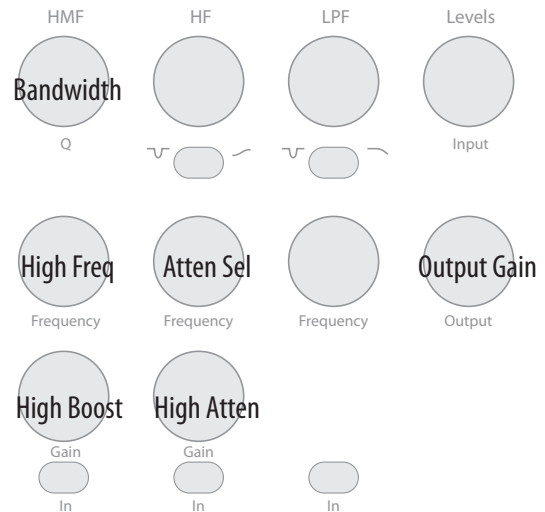 HMF HF LPF Levels
Bandwidth
Q Input
High Freq Atten Sel Output Gain
Frequency Frequency Frequency Output
High Boost High Atten
Gain Gain
In In In